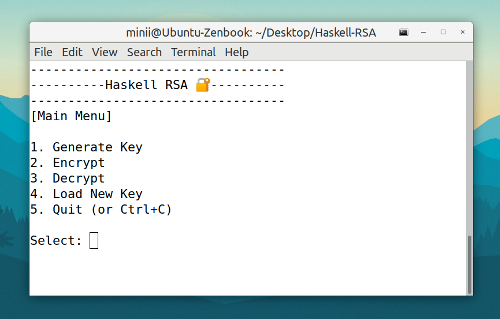 minii@Ubuntu-Zenbook: ~/Desktop/Haskell-RSA
File Edit View Search Terminal Help
----------------------------------
----------Haskell RSA 🔐----------
----------------------------------
[Main Menu]
1. Generate Key
2. Encrypt
3. Decrypt
4. Load New Key
5. Quit (or Ctrl+C)
Select: